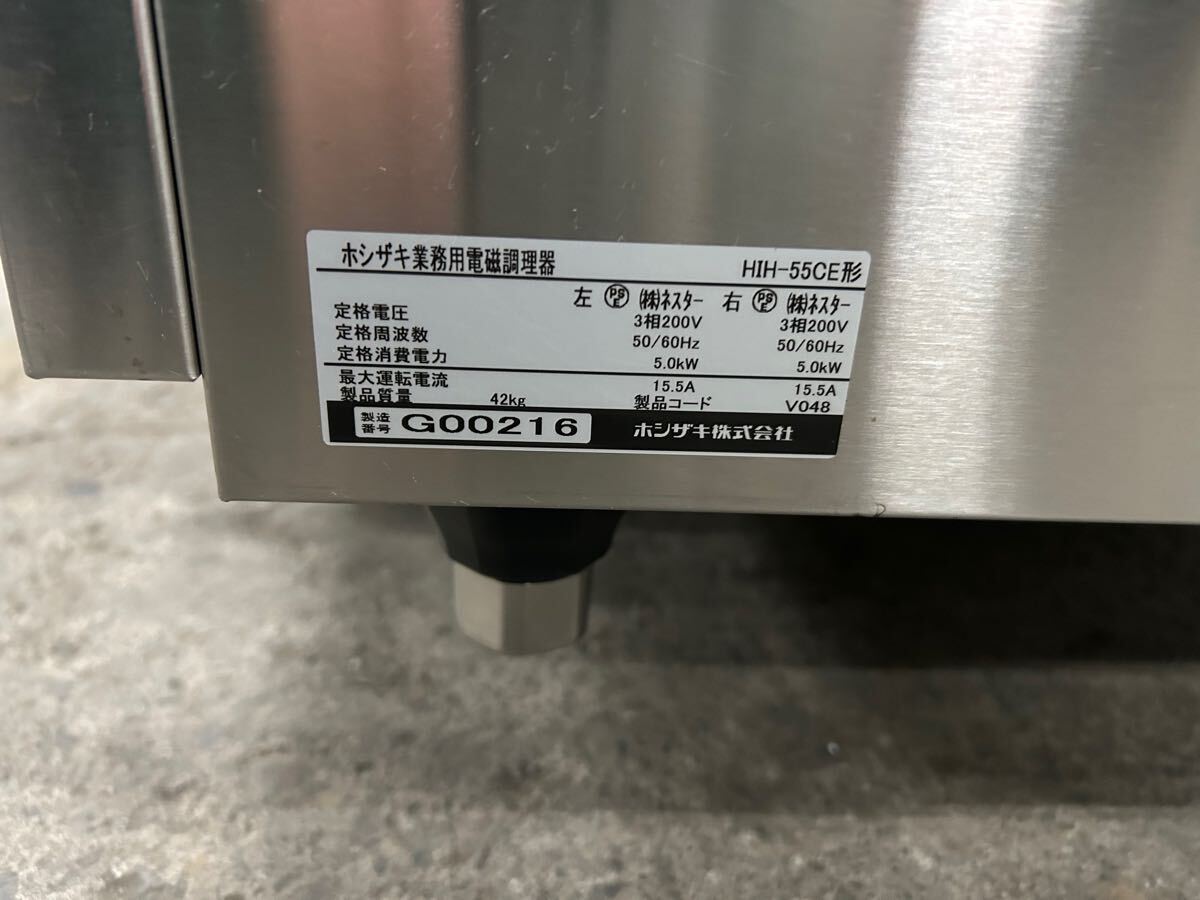 ホシザキ業務用電磁調理器 HIH-55CE形
左 PSE (株)ネスター 右 PSE (株)ネスター
定格電圧 3相200V 3相200V
定格周波数 50/60Hz 50/60Hz
定格消費電力 5.0kW 5.0kW
最大運転電流 15.5A 15.5A
製品質量 42kg 製品コード V048
製造番号 G00216 ホシザキ株式会社